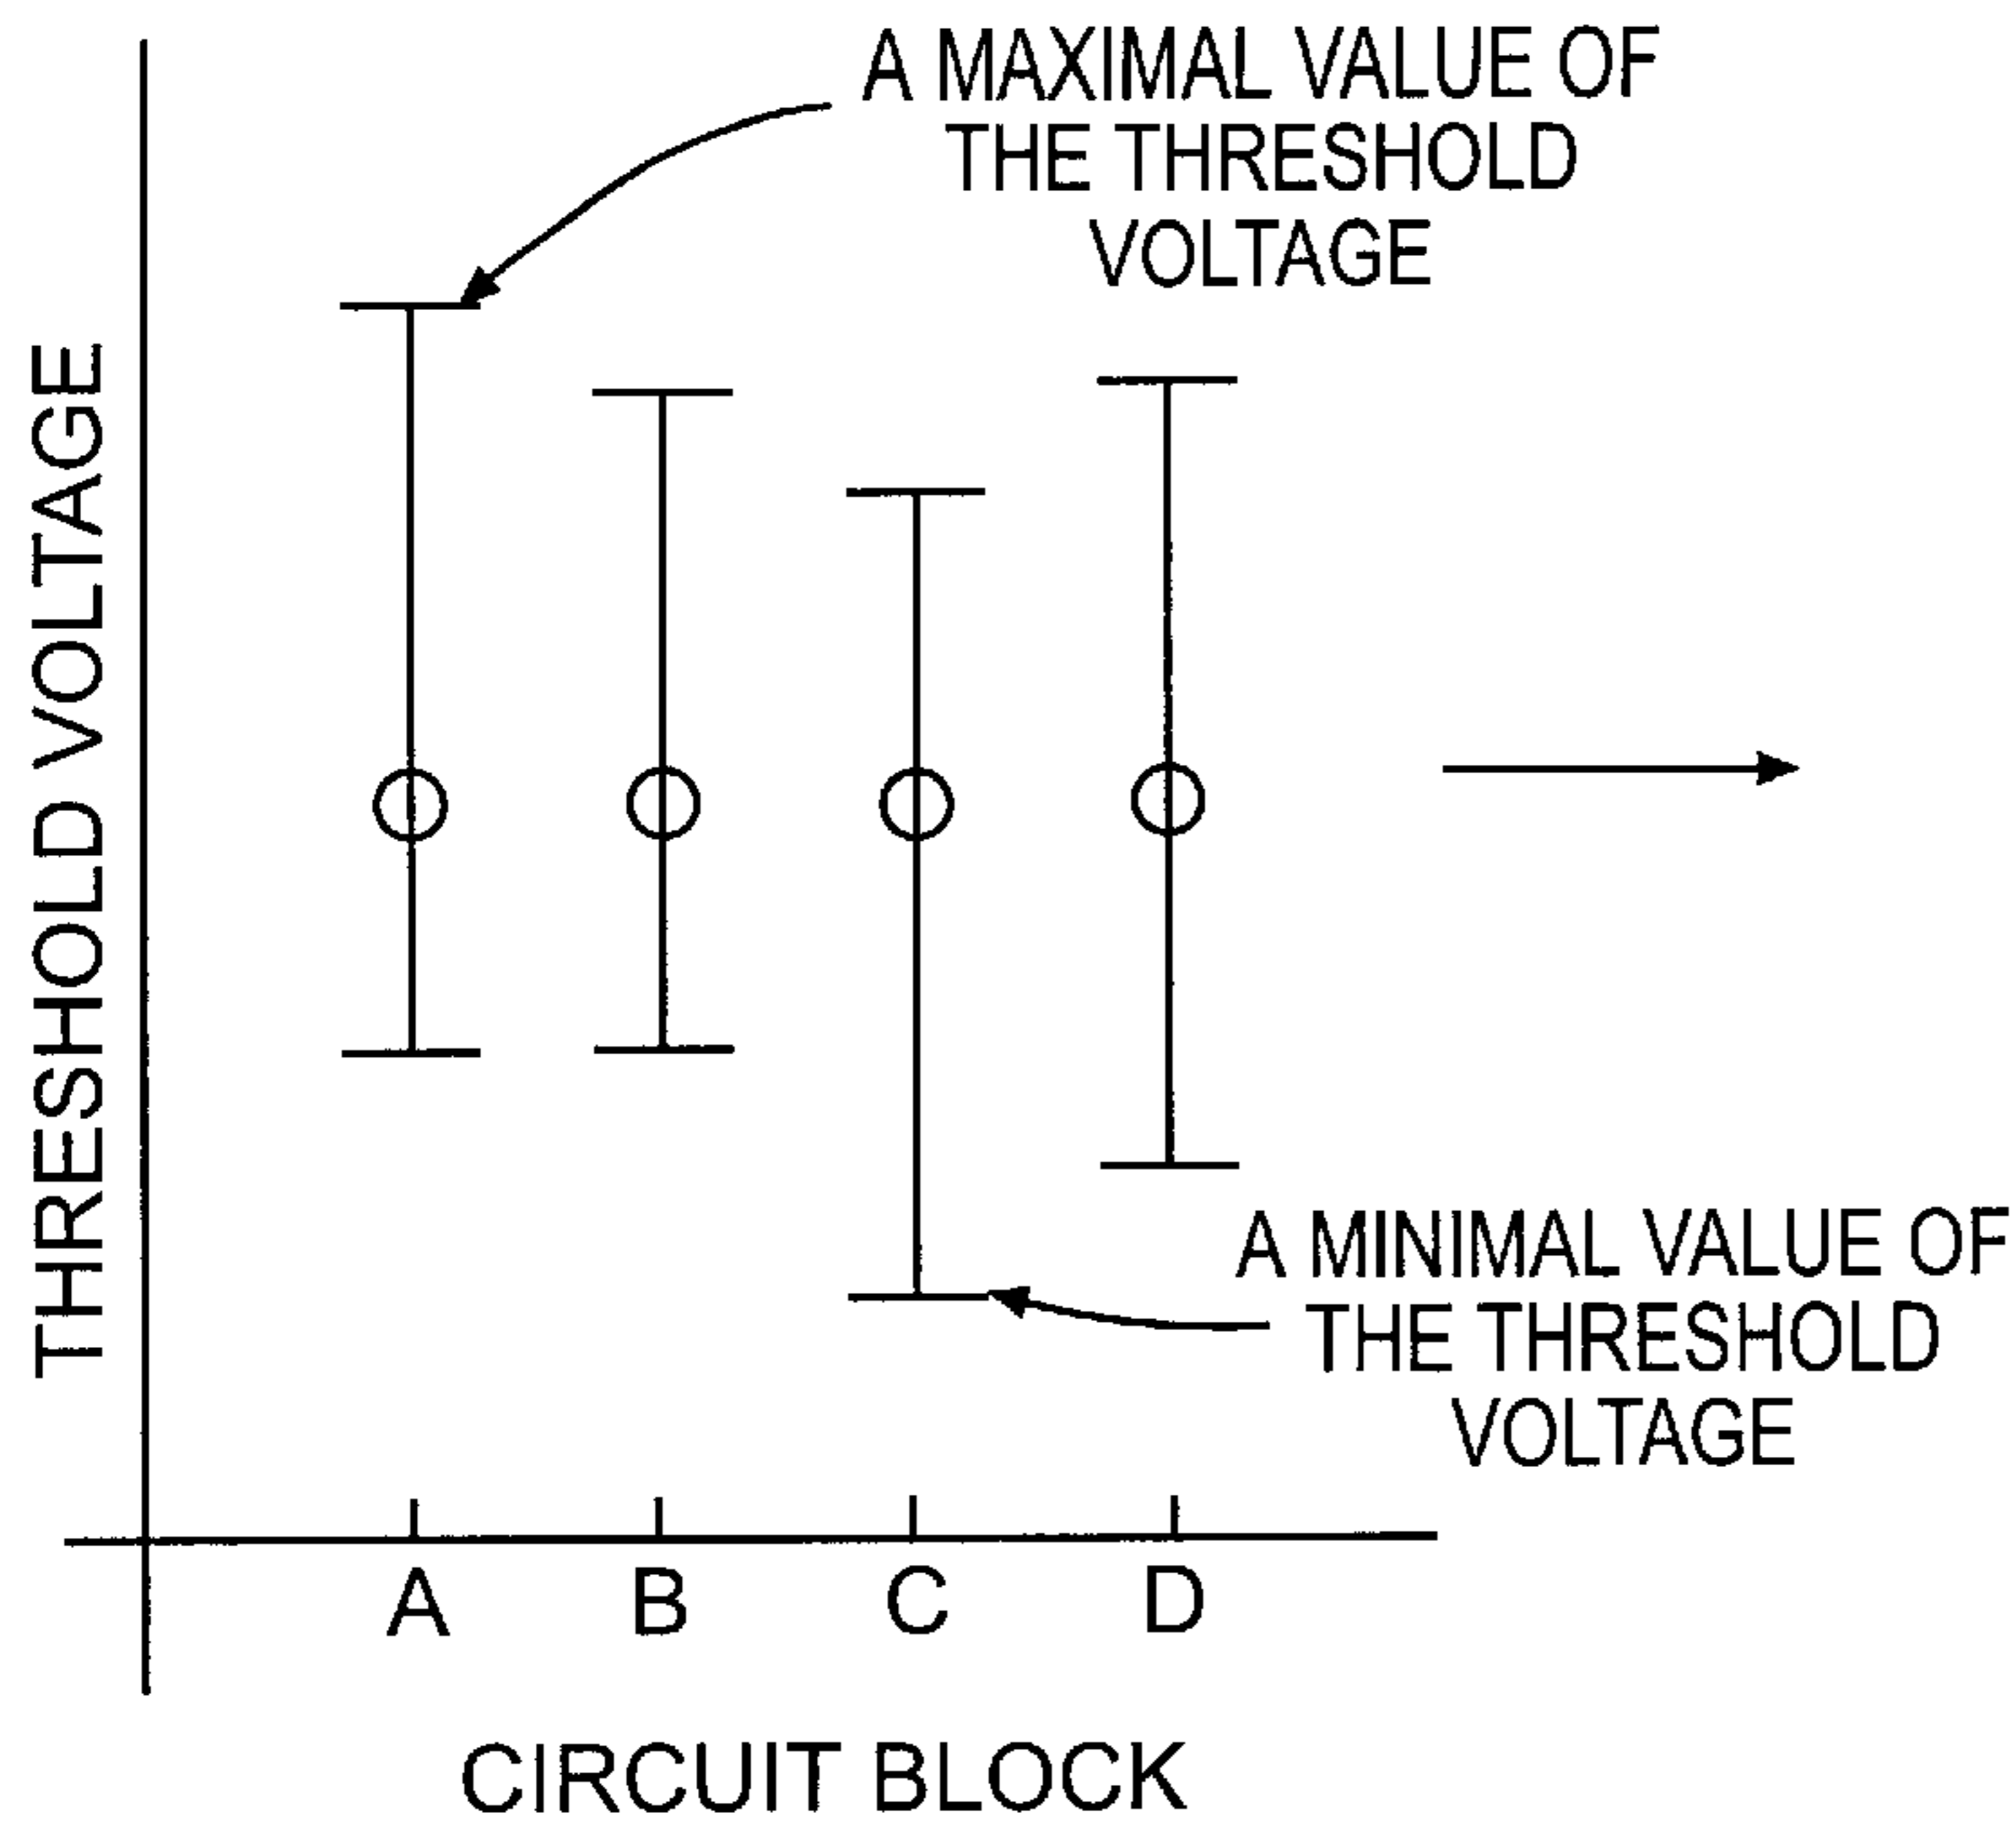 A MAXIMAL VALUE OF
THE THRESHOLD
VOLTAGE
THRESHOLD VOLTAGE
A MINIMAL VALUE OF
THE THRESHOLD
VOLTAGE
A B C D
CIRCUIT BLOCK